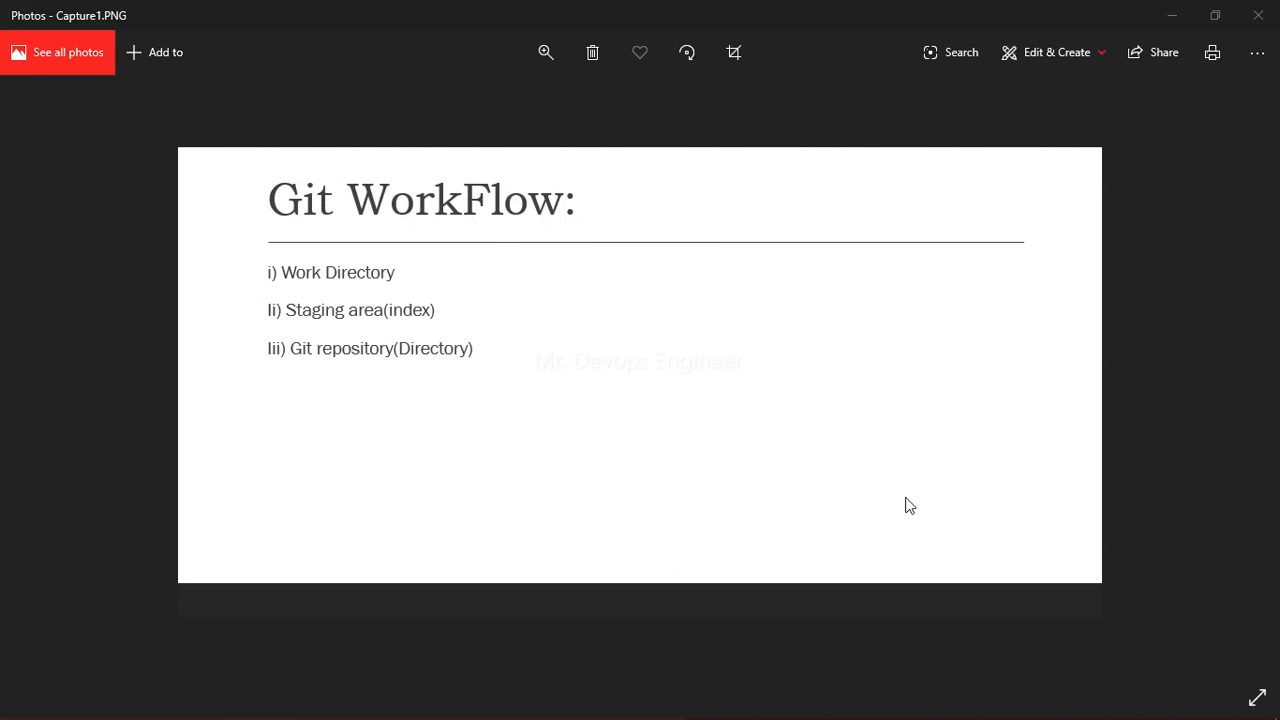 Photos - Capture1.PNG
See all photos
Add to
Search
Edit & Create
Share
Git WorkFlow:
i) Work Directory
Ii) Staging area(index)
Iii) Git repository(Directory)
Mr. Devops Engineer